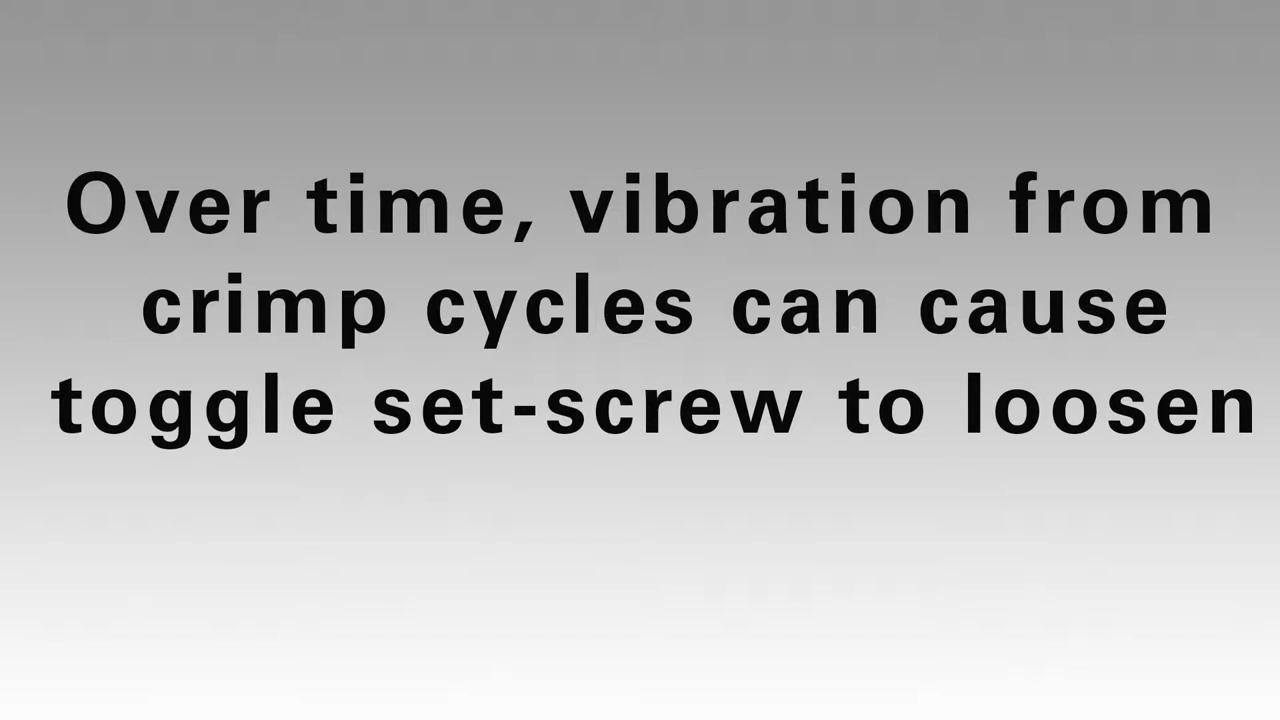 Over time, vibration from
crimp cycles can cause
toggle set-screw to loosen